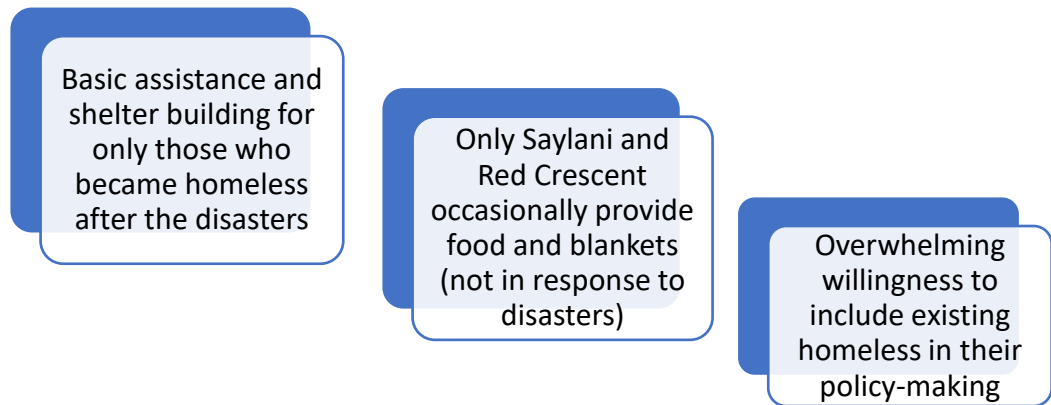 Basic assistance and
shelter building for
only those who
became homeless
after the disasters
Only Saylani and
Red Crescent
occasionally provide
food and blankets
(not in response to
disasters)
Overwhelming
willingness to
include existing
homeless in their
policy-making